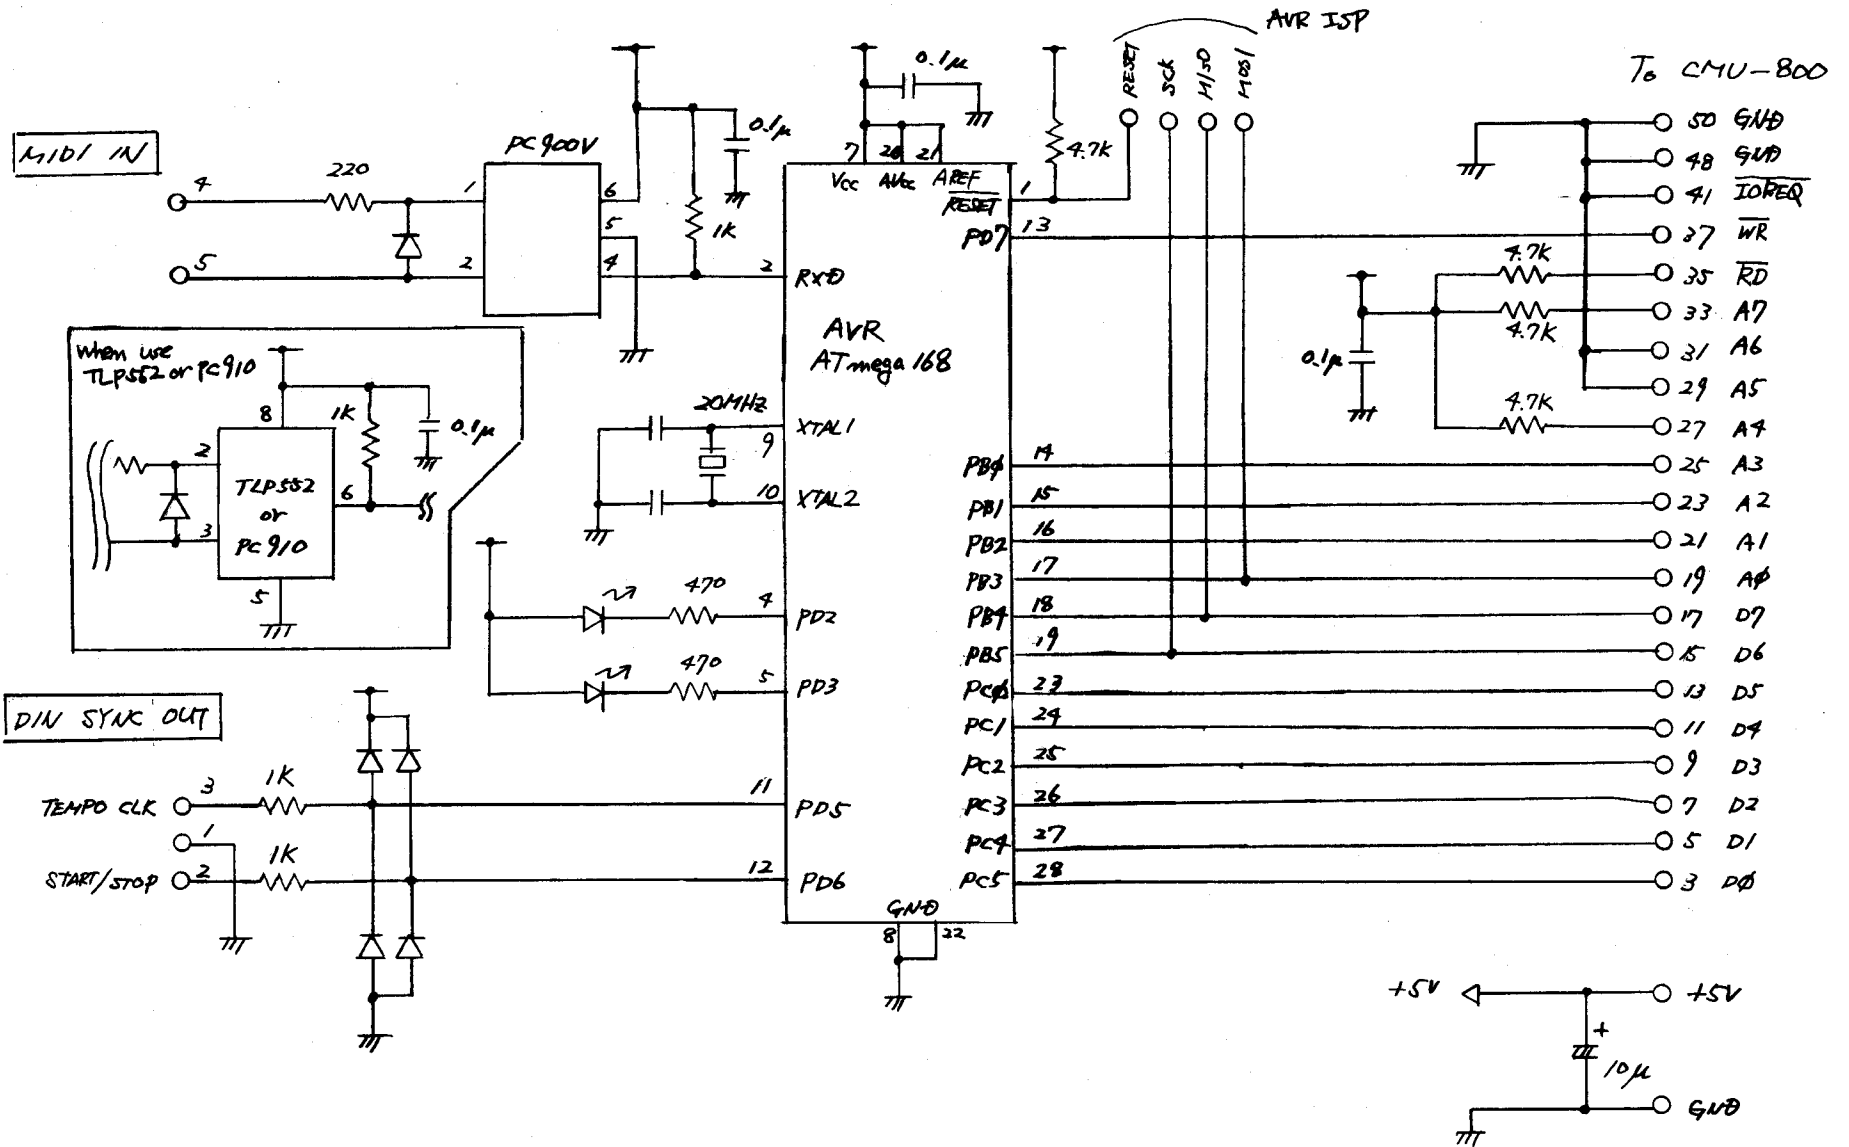 AVR ISP
RESET
SCK
MISO
MOSI
To CMU-800
MIDI IN
4
220
1
PC900V
6
5
4
2
5
0.1μ
1K
2
0.1μ
7
20
21
Vcc
AVcc
AREF
RESET
1
4.7K
PD7
13
RXD
AVR
ATmega 168
20MHZ
XTAL1
9
10
XTAL2
when use
TLP552 or PC910
8
1K
0.1μ
2
TLP552
or
PC910
6
3
5
470
4
PD2
470
5
PD3
DIN SYNC OUT
TEMPO CLK
3
1K
11
PD5
1
START/STOP
2
1K
12
PD6
GND
8
22
PBØ
14
PB1
15
PB2
16
PB3
17
PB4
18
PB5
19
PCØ
23
PC1
24
PC2
25
PC3
26
PC4
27
PC5
28
0.1μ
4.7K
4.7K
4.7K
50 GND
48 GND
41 IOREQ
37 WR
35 RD
33 A7
31 A6
29 A5
27 A4
25 A3
23 A2
21 A1
19 AØ
17 D7
15 D6
13 D5
11 D4
9 D3
7 D2
5 D1
3 DØ
+5V
+5V
+
10μ
GND